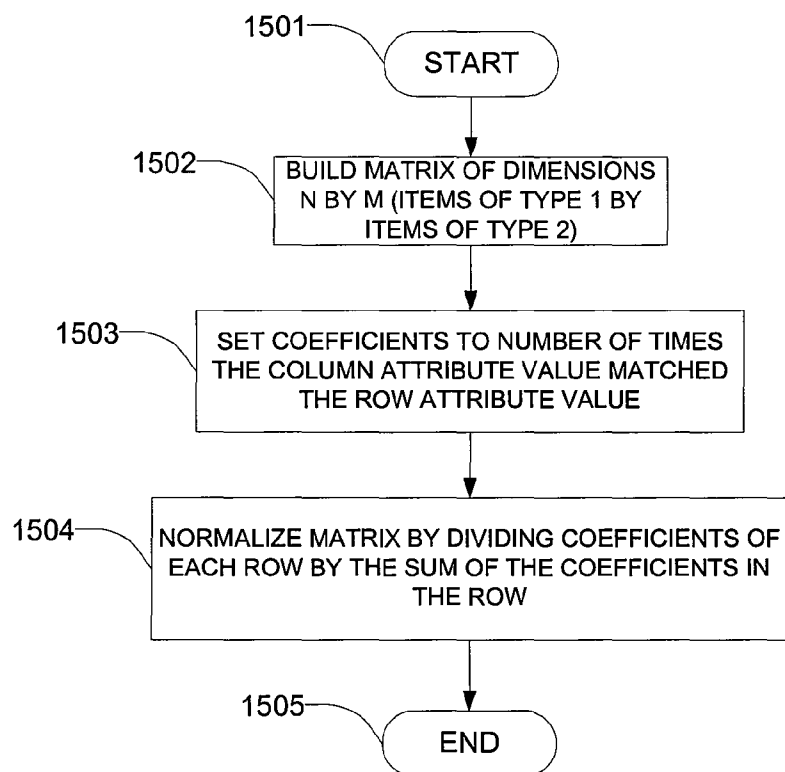 1501
START
1502
BUILD MATRIX OF DIMENSIONS
N BY M (ITEMS OF TYPE 1 BY
ITEMS OF TYPE 2)
1503
SET COEFFICIENTS TO NUMBER OF TIMES
THE COLUMN ATTRIBUTE VALUE MATCHED
THE ROW ATTRIBUTE VALUE
1504
NORMALIZE MATRIX BY DIVIDING COEFFICIENTS OF
EACH ROW BY THE SUM OF THE COEFFICIENTS IN
THE ROW
1505
END